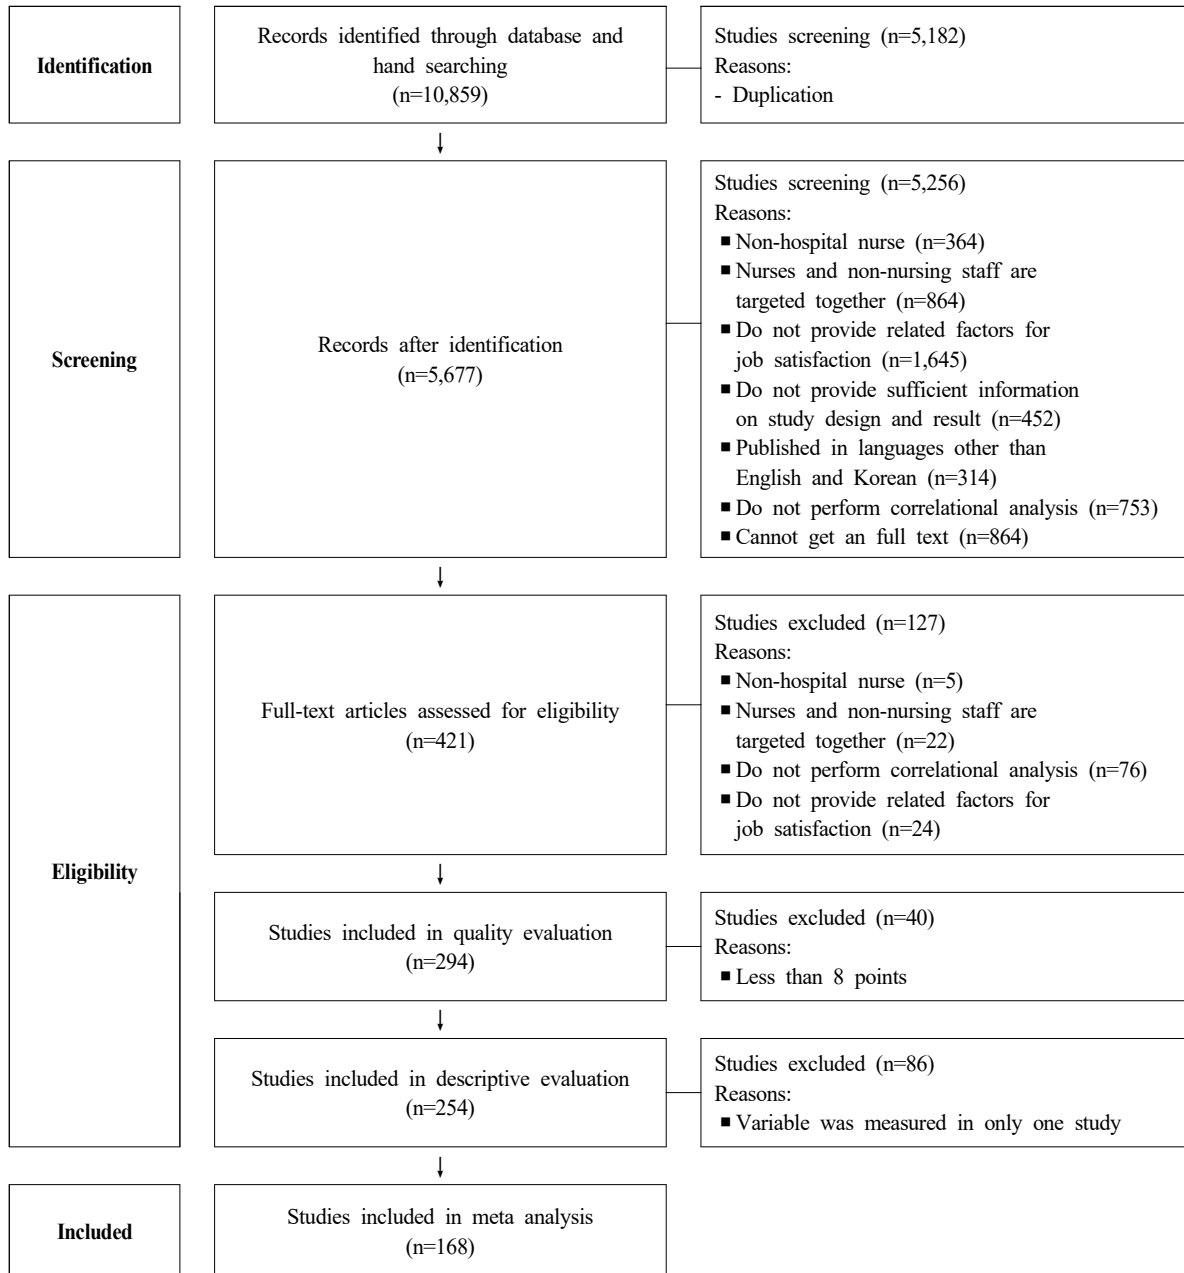 Identification
Records identified through database and
hand searching
(n=10,859)
Studies screening (n=5,182)
Reasons:
- Duplication
↓
Screening
Records after identification
(n=5,677)
Studies screening (n=5,256)
Reasons:
■ Non-hospital nurse (n=364)
■ Nurses and non-nursing staff are
targeted together (n=864)
■ Do not provide related factors for
job satisfaction (n=1,645)
■ Do not provide sufficient information
on study design and result (n=452)
■ Published in languages other than
English and Korean (n=314)
■ Do not perform correlational analysis (n=753)
■ Cannot get an full text (n=864)
↓
Eligibility
Full-text articles assessed for eligibility
(n=421)
Studies excluded (n=127)
Reasons:
■ Non-hospital nurse (n=5)
■ Nurses and non-nursing staff are
targeted together (n=22)
■ Do not perform correlational analysis (n=76)
■ Do not provide related factors for
job satisfaction (n=24)
↓
Studies included in quality evaluation
(n=294)
Studies excluded (n=40)
Reasons:
■ Less than 8 points
↓
Studies included in descriptive evaluation
(n=254)
Studies excluded (n=86)
Reasons:
■ Variable was measured in only one study
↓
Included
Studies included in meta analysis
(n=168)